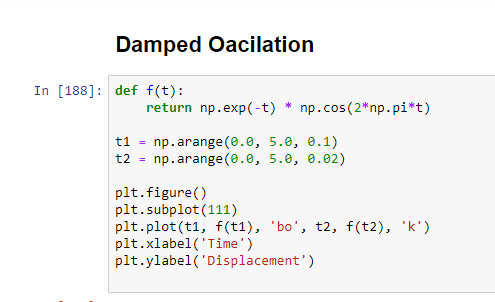 Damped Oacilation
In [188]:
def f(t):
    return np.exp(-t) * np.cos(2*np.pi*t)
t1 = np.arange(0.0, 5.0, 0.1)
t2 = np.arange(0.0, 5.0, 0.02)
plt.figure()
plt.subplot(111)
plt.plot(t1, f(t1), 'bo', t2, f(t2), 'k')
plt.xlabel('Time')
plt.ylabel('Displacement')